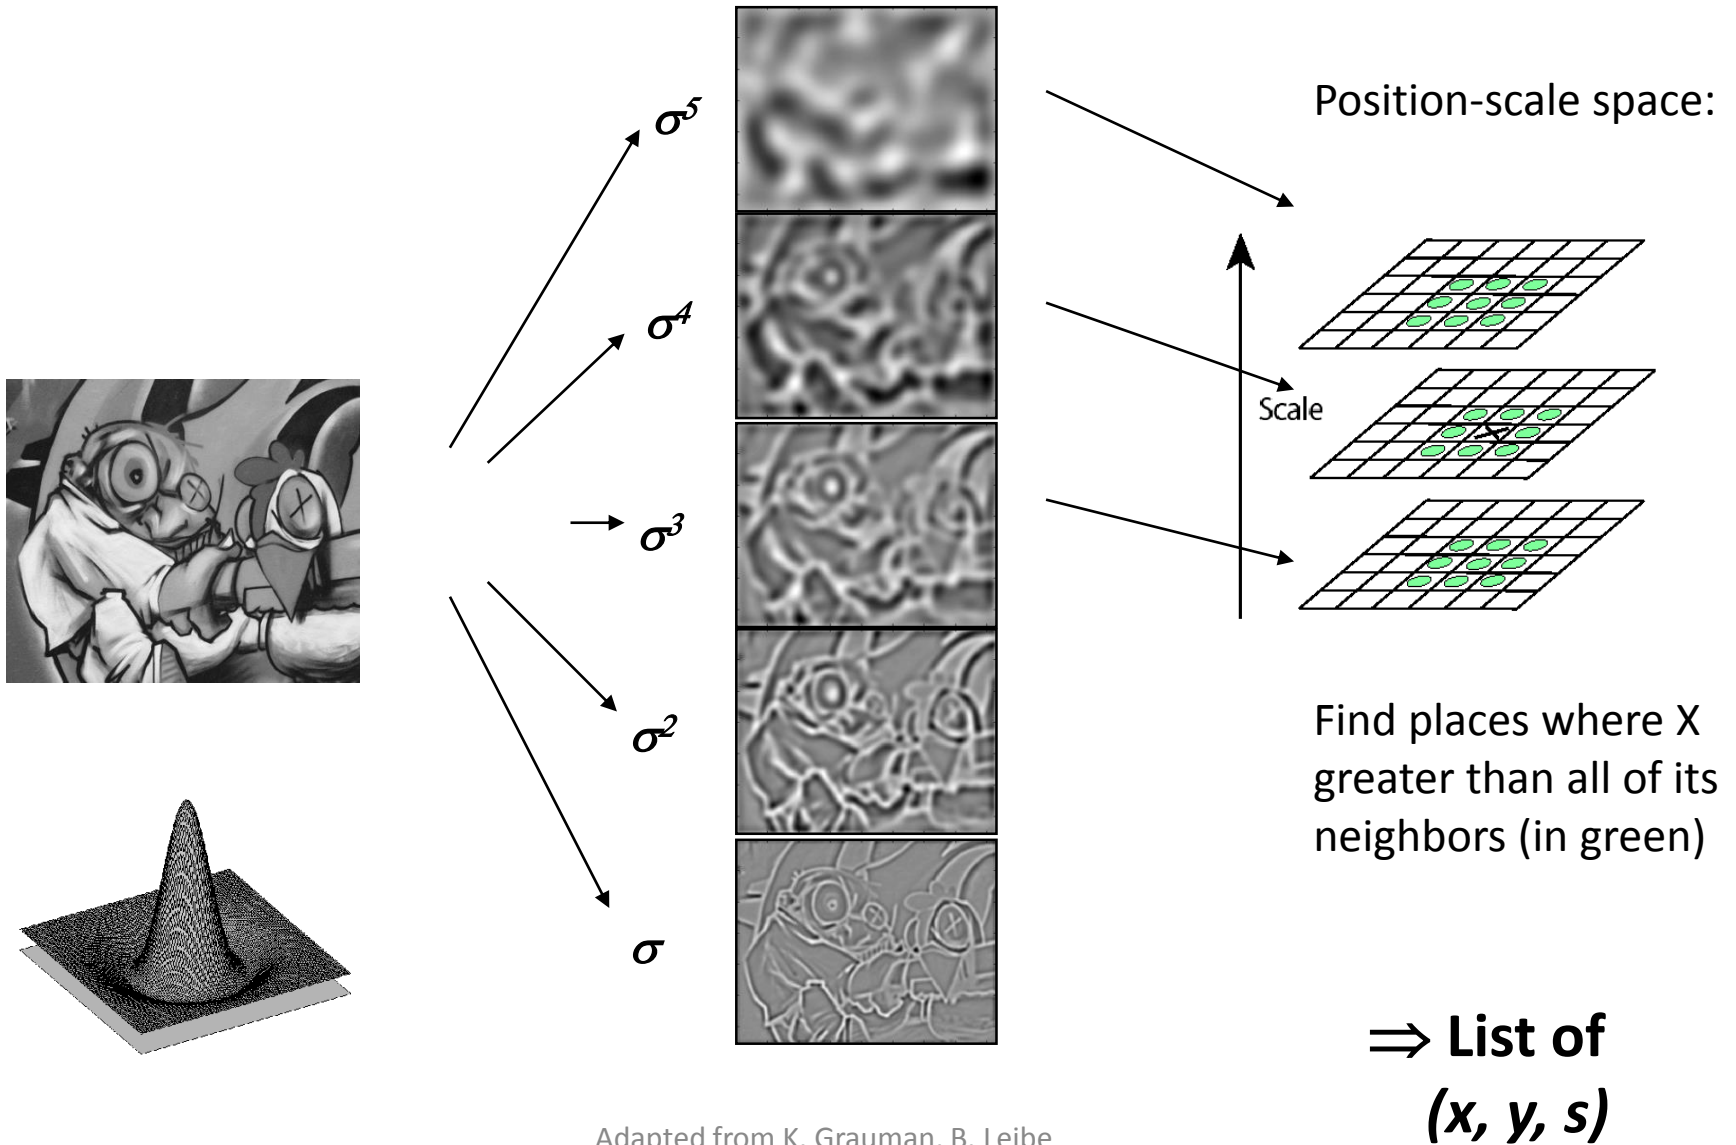 σ⁵
σ⁴
σ³
σ²
σ
Position-scale space:
Scale
Find places where X
greater than all of its
neighbors (in green)
⇒ List of
(x, y, s)
Adapted from K. Grauman, B. Leibe